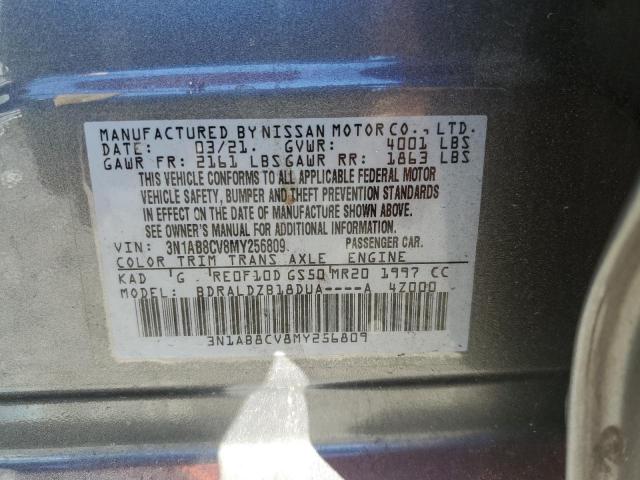 MANUFACTURED BY NISSAN MOTOR CO., LTD.
DATE: 03/21. GVWR: 4001 LBS
GAWR FR: 2161 LBS GAWR RR: 1863 LBS
THIS VEHICLE CONFORMS TO ALL APPLICABLE FEDERAL MOTOR
VEHICLE SAFETY, BUMPER AND THEFT PREVENTION STANDARDS
IN EFFECT ON THE DATE OF MANUFACTURE SHOWN ABOVE.
SEE OWNER'S MANUAL FOR ADDITIONAL INFORMATION.
VIN: 3N1AB8CV8MY256809. PASSENGER CAR.
COLOR TRIM TRANS AXLE ENGINE
KAD G RE0F10D GS50 MR20 1997 CC
MODEL: BDRALDZB18DUA----A 4Z000
3N1AB8CV8MY256809